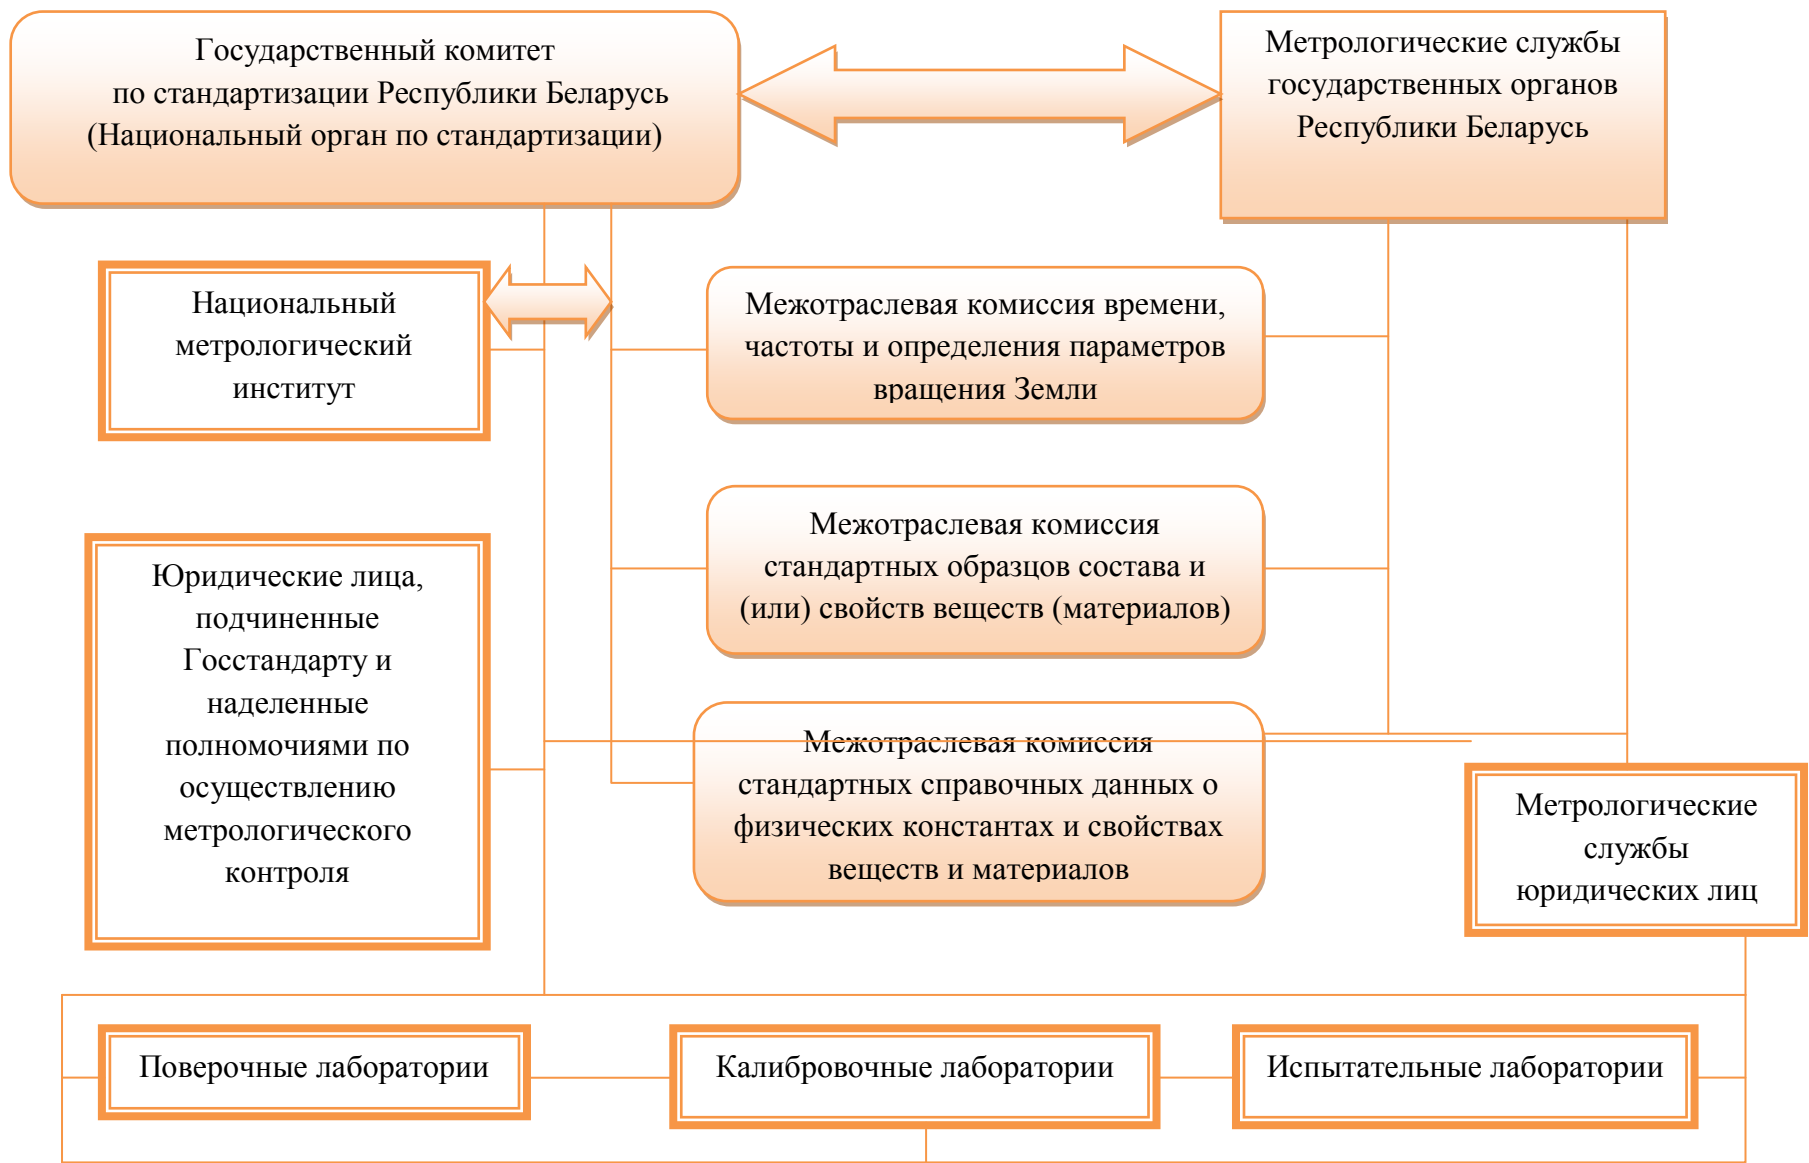 Государственный комитет
по стандартизации Республики Беларусь
(Национальный орган по стандартизации)
Метрологические службы
государственных органов
Республики Беларусь
Национальный
метрологический
институт
Межотраслевая комиссия времени,
частоты и определения параметров
вращения Земли
Межотраслевая комиссия
стандартных образцов состава и
(или) свойств веществ (материалов)
Юридические лица,
подчиненные
Госстандарту и
наделенные
полномочиями по
осуществлению
метрологического
контроля
Межотраслевая комиссия
стандартных справочных данных о
физических константах и свойствах
веществ и материалов
Метрологические
службы
юридических лиц
Поверочные лаборатории
Калибровочные лаборатории
Испытательные лаборатории